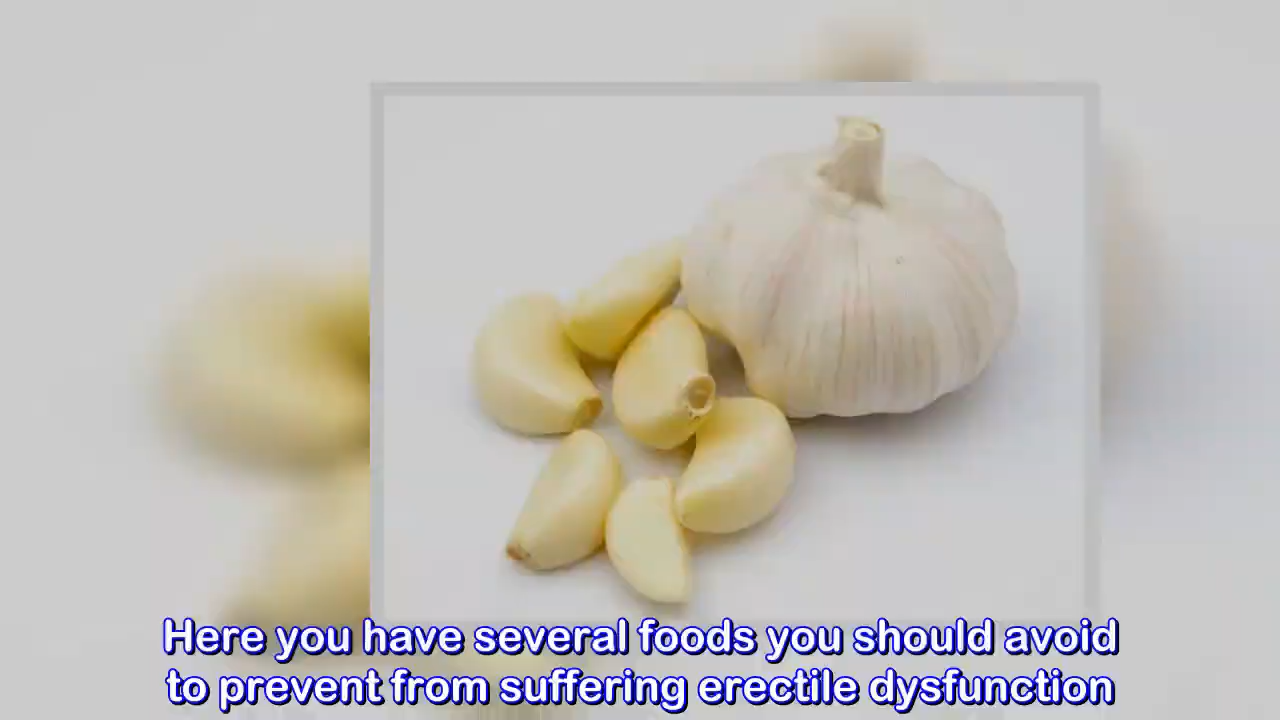 Here you have several foods you should avoid
to prevent from suffering erectile dysfunction